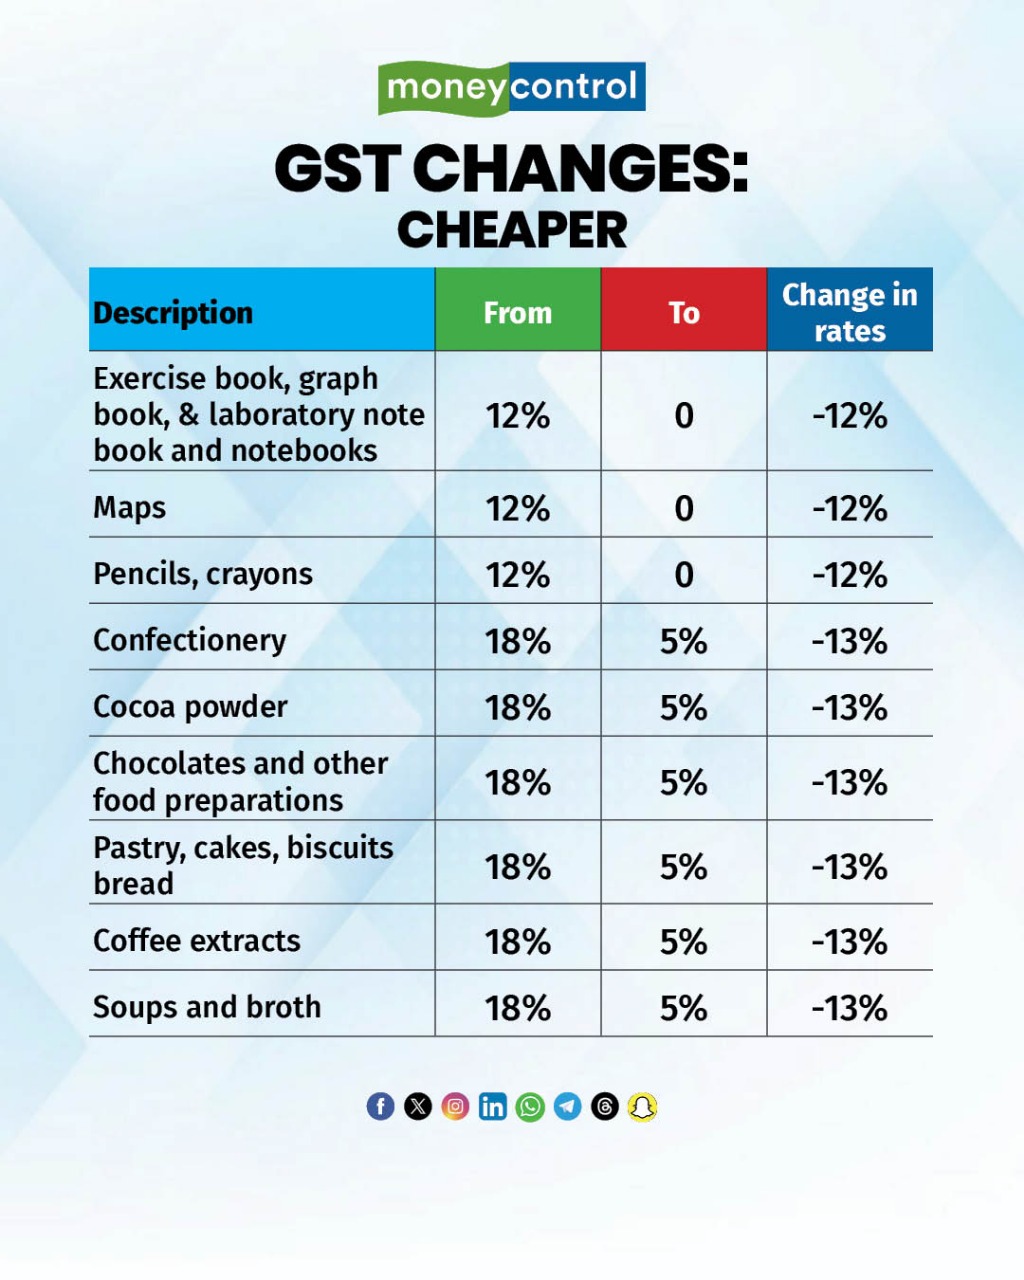 moneycontrol
GST CHANGES:
CHEAPER
Description From To Change in rates
Exercise book, graph
book, & laboratory note
book and notebooks
12% 0 -12%
Maps 12% 0 -12%
Pencils, crayons 12% 0 -12%
Confectionery 18% 5% -13%
Cocoa powder 18% 5% -13%
Chocolates and other
food preparations
18% 5% -13%
Pastry, cakes, biscuits
bread
18% 5% -13%
Coffee extracts 18% 5% -13%
Soups and broth 18% 5% -13%